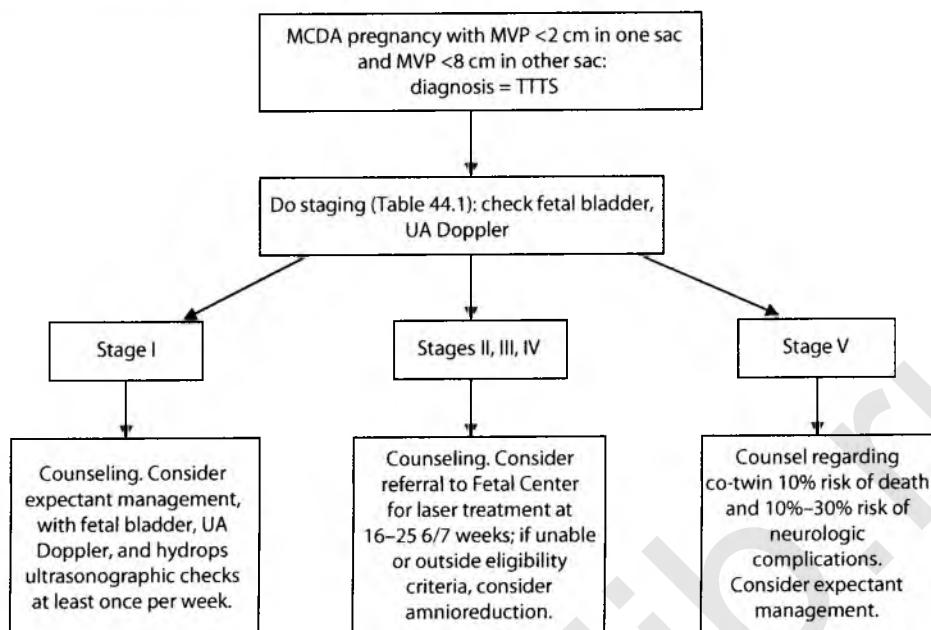 MCDA pregnancy with MVP <2 cm in one sac
and MVP <8 cm in other sac:
diagnosis = TTTS
Do staging (Table 44.1): check fetal bladder,
UA Doppler
Stage I
Stages II, III, IV
Stage V
Counseling. Consider
expectant management,
with fetal bladder, UA
Doppler, and hydrops
ultrasonographic checks
at least once per week.
Counseling. Consider
referral to Fetal Center
for laser treatment at
16–25 6/7 weeks; if unable
or outside eligibility
criteria, consider
amnioreduction.
Counsel regarding
co-twin 10% risk of death
and 10%–30% risk of
neurologic
complications.
Consider expectant
management.